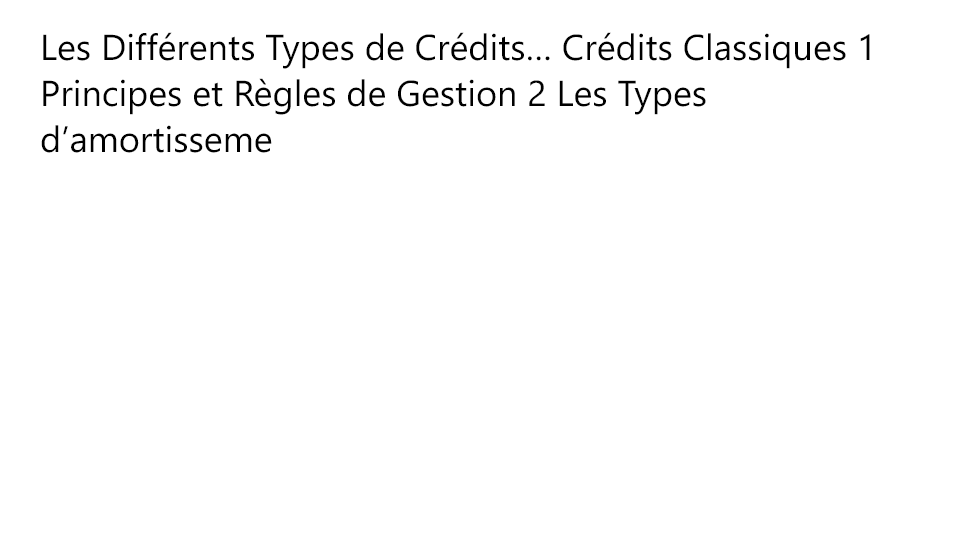 Les Différents Types de Crédits… Crédits Classiques 1
Principes et Règles de Gestion 2 Les Types
d’amortisseme